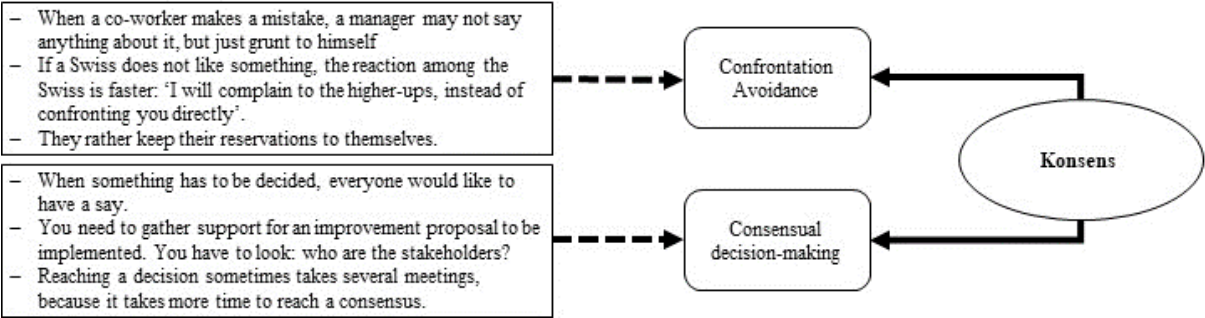 – When a co-worker makes a mistake, a manager may not say
anything about it, but just grunt to himself
– If a Swiss does not like something, the reaction among the
Swiss is faster: ‘I will complain to the higher-ups, instead of
confronting you directly’.
– They rather keep their reservations to themselves.
– When something has to be decided, everyone would like to
have a say.
– You need to gather support for an improvement proposal to be
implemented. You have to look: who are the stakeholders?
– Reaching a decision sometimes takes several meetings,
because it takes more time to reach a consensus.
Confrontation
Avoidance
Consensual
decision-making
Konsens